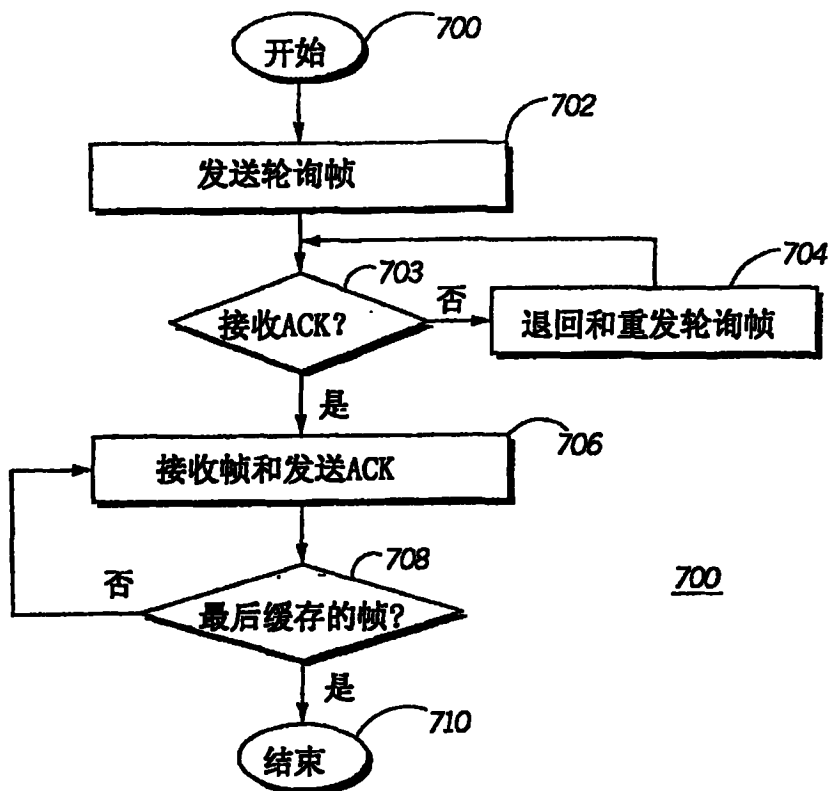 开始
700
702
发送轮询帧
703
704
接收ACK?
否
退回和重发轮询帧
是
706
接收帧和发送ACK
708
否
700
最后缓存的帧?
是
710
结束